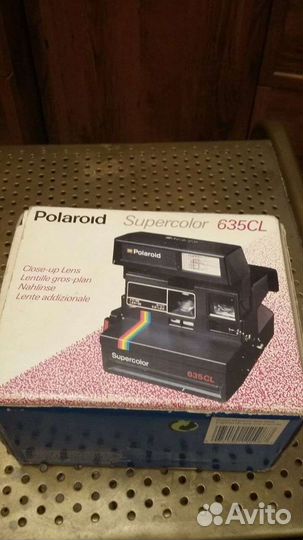 Polaroid Supercolor 635CL
Close-up Lens
Lentille gros-plan
Nahlinse
Lente addizionale
Polaroid
Supercolor
635CL
Avito